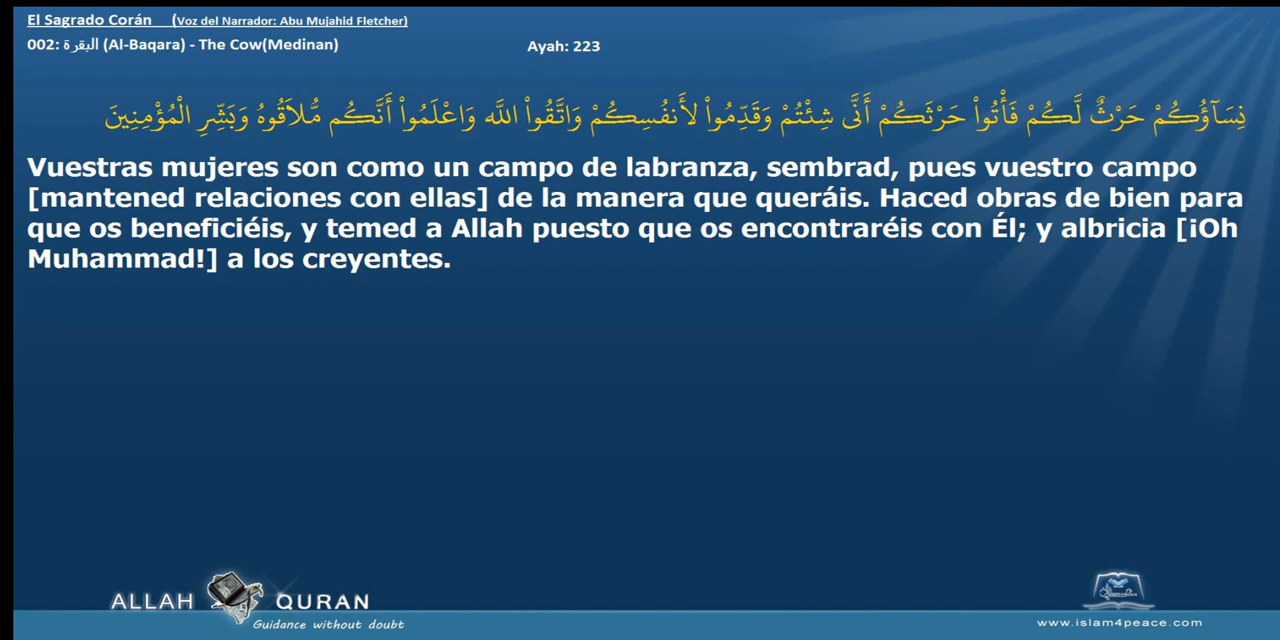 El Sagrado Corán (Voz del Narrador: Abu Mujahid Fletcher)
002: البقرة (Al-Baqara) - The Cow(Medinan)
Ayah: 223
نِسَآؤُكُمْ حَرْثٌ لَّكُمْ فَأْتُواْ حَرْثَكُمْ أَنَّى شِئْتُمْ وَقَدِّمُواْ لأَنفُسِكُمْ وَاتَّقُواْ اللّه وَاعْلَمُواْ أَنَّكُم مُّلاَقُوهُ وَبَشِّرِ الْمُؤْمِنِينَ
Vuestras mujeres son como un campo de labranza, sembrad, pues vuestro campo
[mantened relaciones con ellas] de la manera que queráis. Haced obras de bien para
que os beneficiéis, y temed a Allah puesto que os encontraréis con Él; y albricia [¡Oh
Muhammad!] a los creyentes.
ALLAH QURAN
Guidance without doubt
www.islam4peace.com